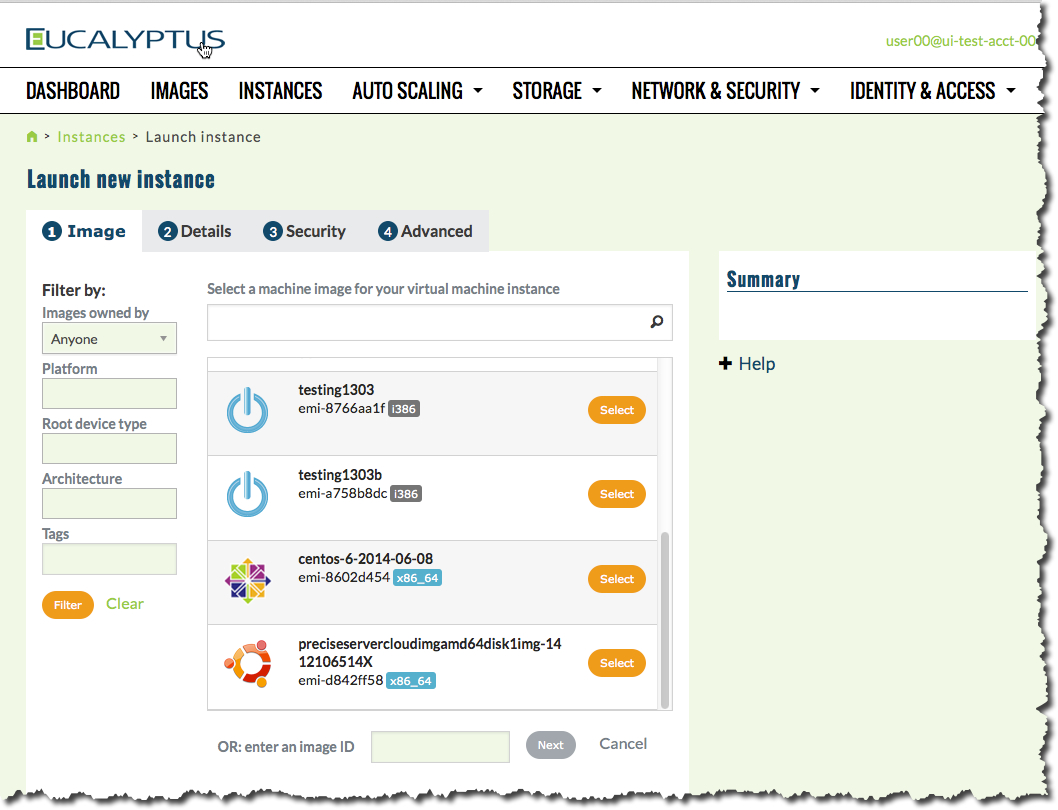 EUCALYPTUS
user00@ui-test-acct-00
DASHBOARD IMAGES INSTANCES AUTO SCALING STORAGE NETWORK & SECURITY IDENTITY & ACCESS
> Instances > Launch instance
Launch new instance
1 Image 2 Details 3 Security 4 Advanced
Filter by:
Images owned by
Anyone
Platform
Root device type
Architecture
Tags
Filter Clear
Select a machine image for your virtual machine instance
testing1303
emi-8766aa1f i386
Select
testing1303b
emi-a758b8dc i386
Select
centos-6-2014-06-08
emi-8602d454 x86_64
Select
preciseservercloudimgamd64disk1img-14
12106514X
emi-d842ff58 x86_64
Select
OR: enter an image ID Next Cancel
Summary
+ Help